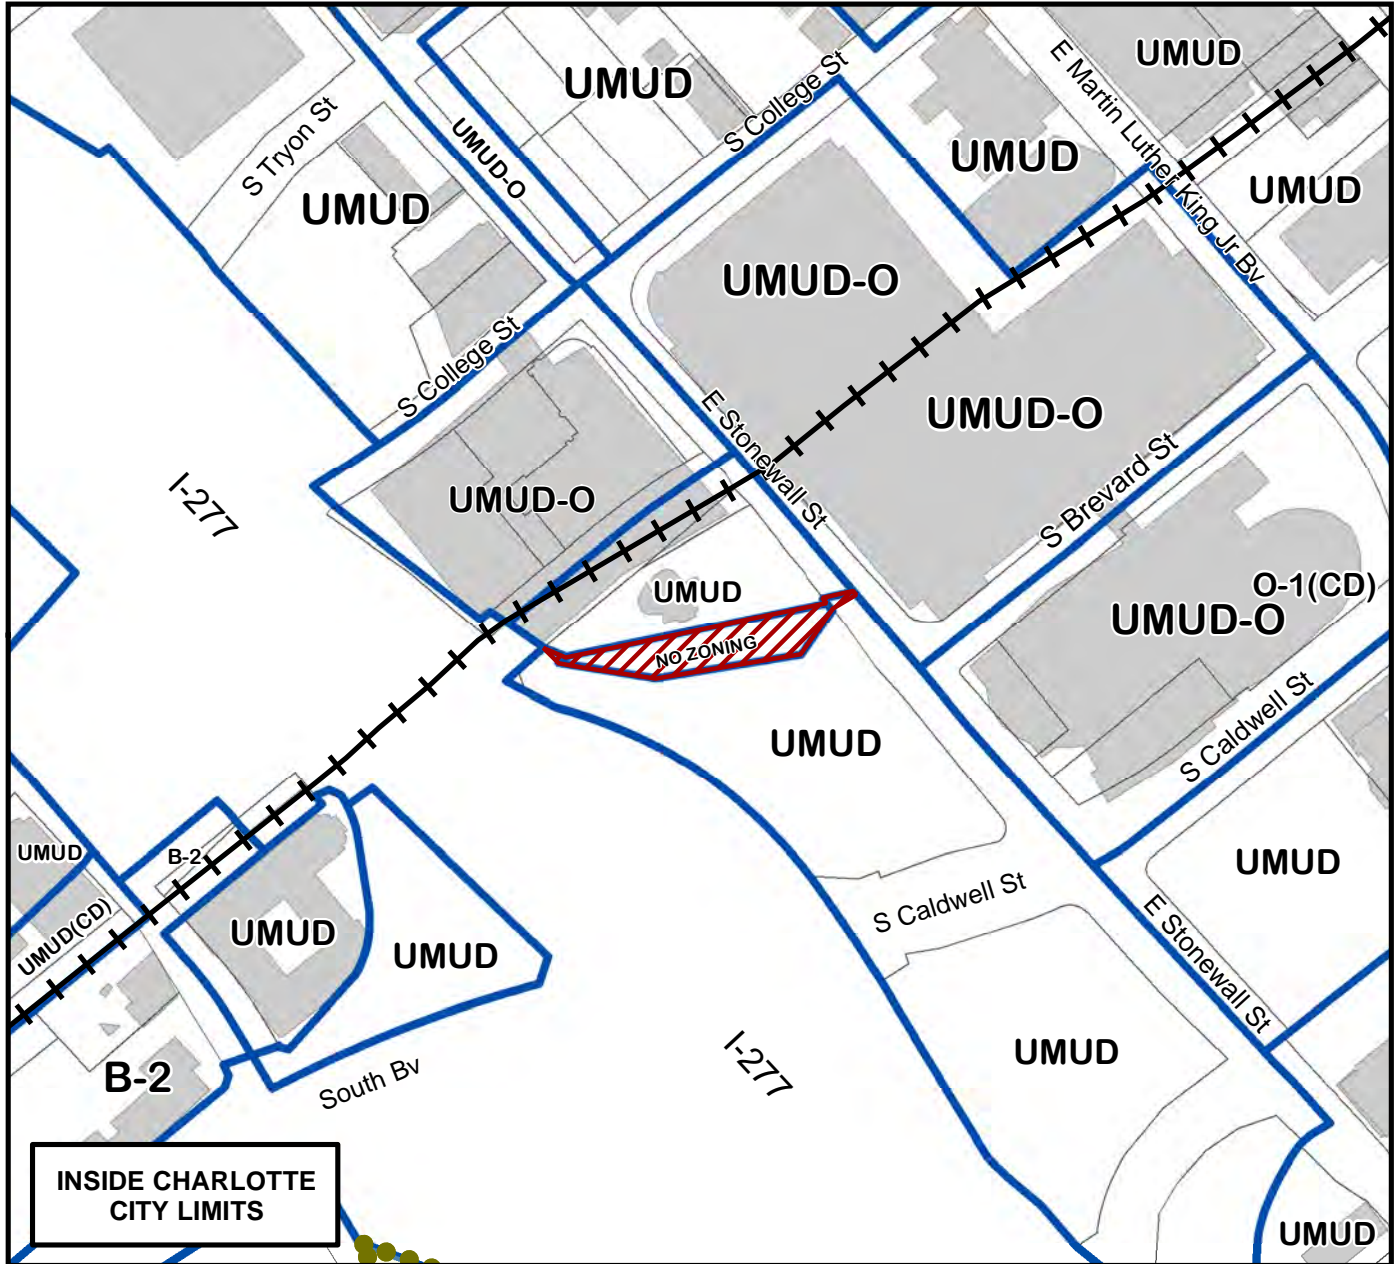 UMUD
UMUD
S College St
E Martin Luther King Jr Bv
S Tryon St
UMUD-O
UMUD
UMUD
UMUD
UMUD-O
S College St
E Stonewall St
UMUD-O
S Brevard St
I-277
UMUD-O
UMUD
O-1(CD)
UMUD-O
NO ZONING
UMUD
S Caldwell St
UMUD
B-2
UMUD
S Caldwell St
UMUD(CD)
UMUD
UMUD
E Stonewall St
I-277
UMUD
B-2
South Bv
INSIDE CHARLOTTE
CITY LIMITS
UMUD